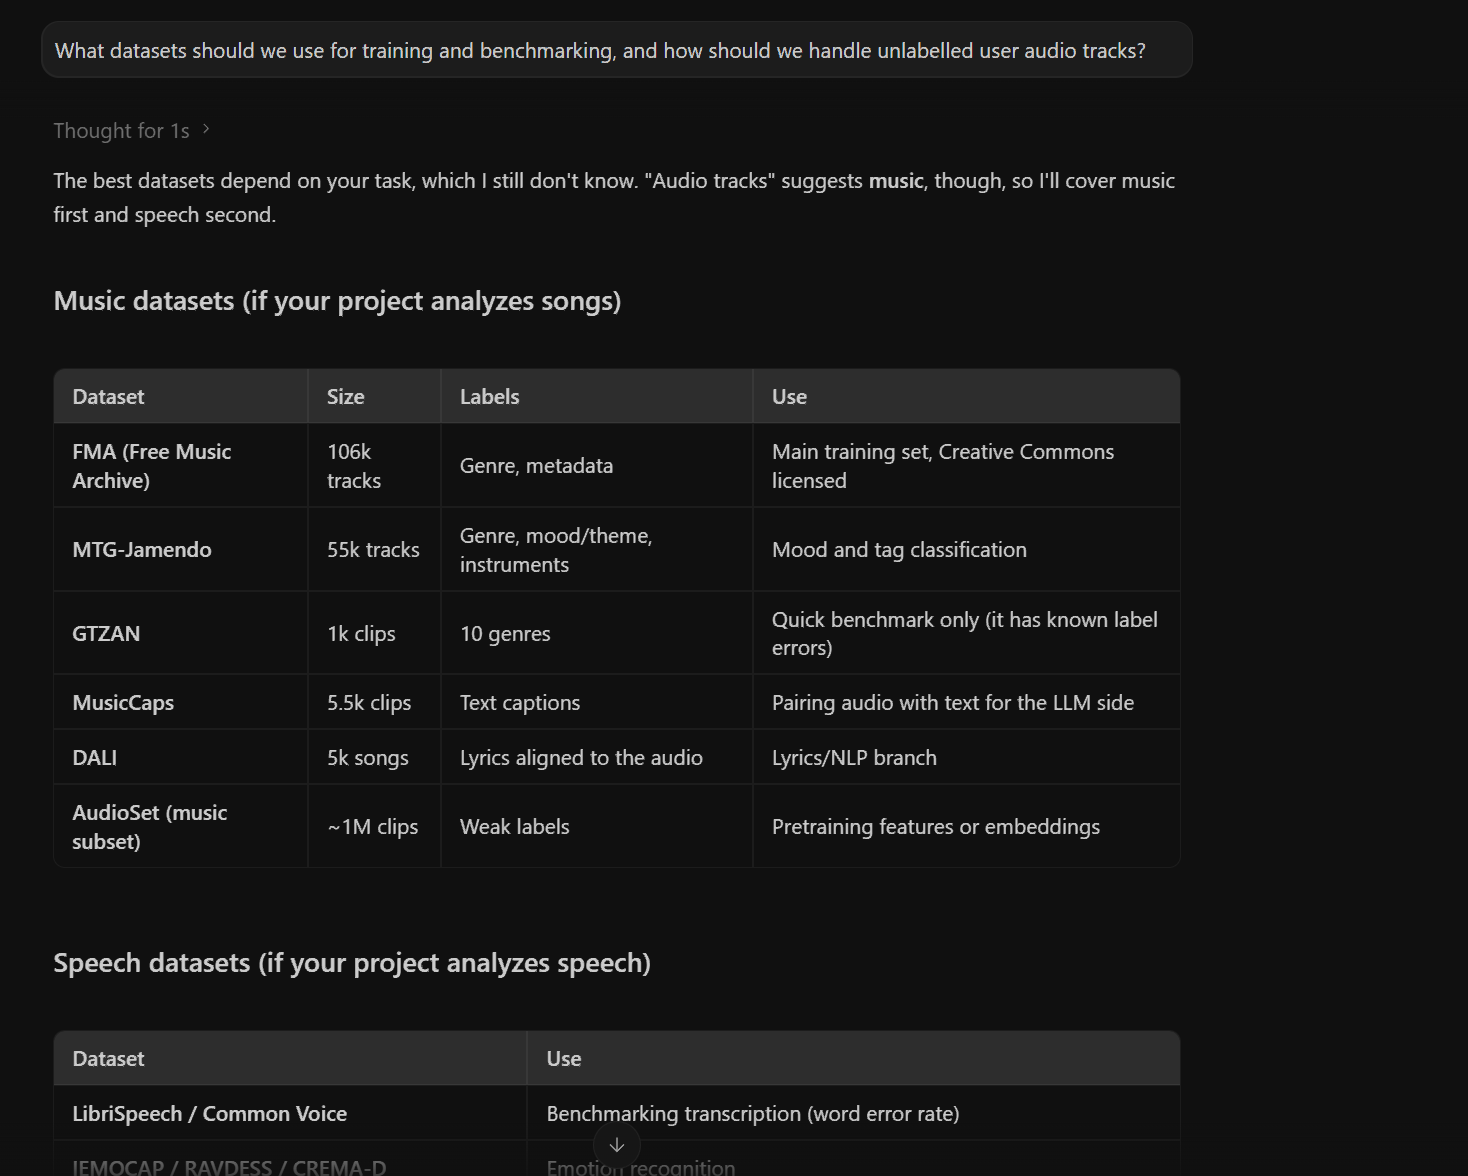 What datasets should we use for training and benchmarking, and how should we handle unlabelled user audio tracks?
Thought for 1s
The best datasets depend on your task, which I still don't know. "Audio tracks" suggests music, though, so I'll cover music
first and speech second.
Music datasets (if your project analyzes songs)
Dataset Size Labels Use
FMA (Free Music
Archive)
106k
tracks
Genre, metadata
Main training set, Creative Commons
licensed
MTG-Jamendo
55k tracks
Genre, mood/theme,
instruments
Mood and tag classification
GTZAN
1k clips
10 genres
Quick benchmark only (it has known label
errors)
MusicCaps 5.5k clips Text captions Pairing audio with text for the LLM side
DALI 5k songs Lyrics aligned to the audio Lyrics/NLP branch
AudioSet (music
subset)
~1M clips
Weak labels
Pretraining features or embeddings
Speech datasets (if your project analyzes speech)
Dataset Use
LibriSpeech / Common Voice Benchmarking transcription (word error rate)
IEMOCAP / RAVDESS / CREMA-D Emotion recognition